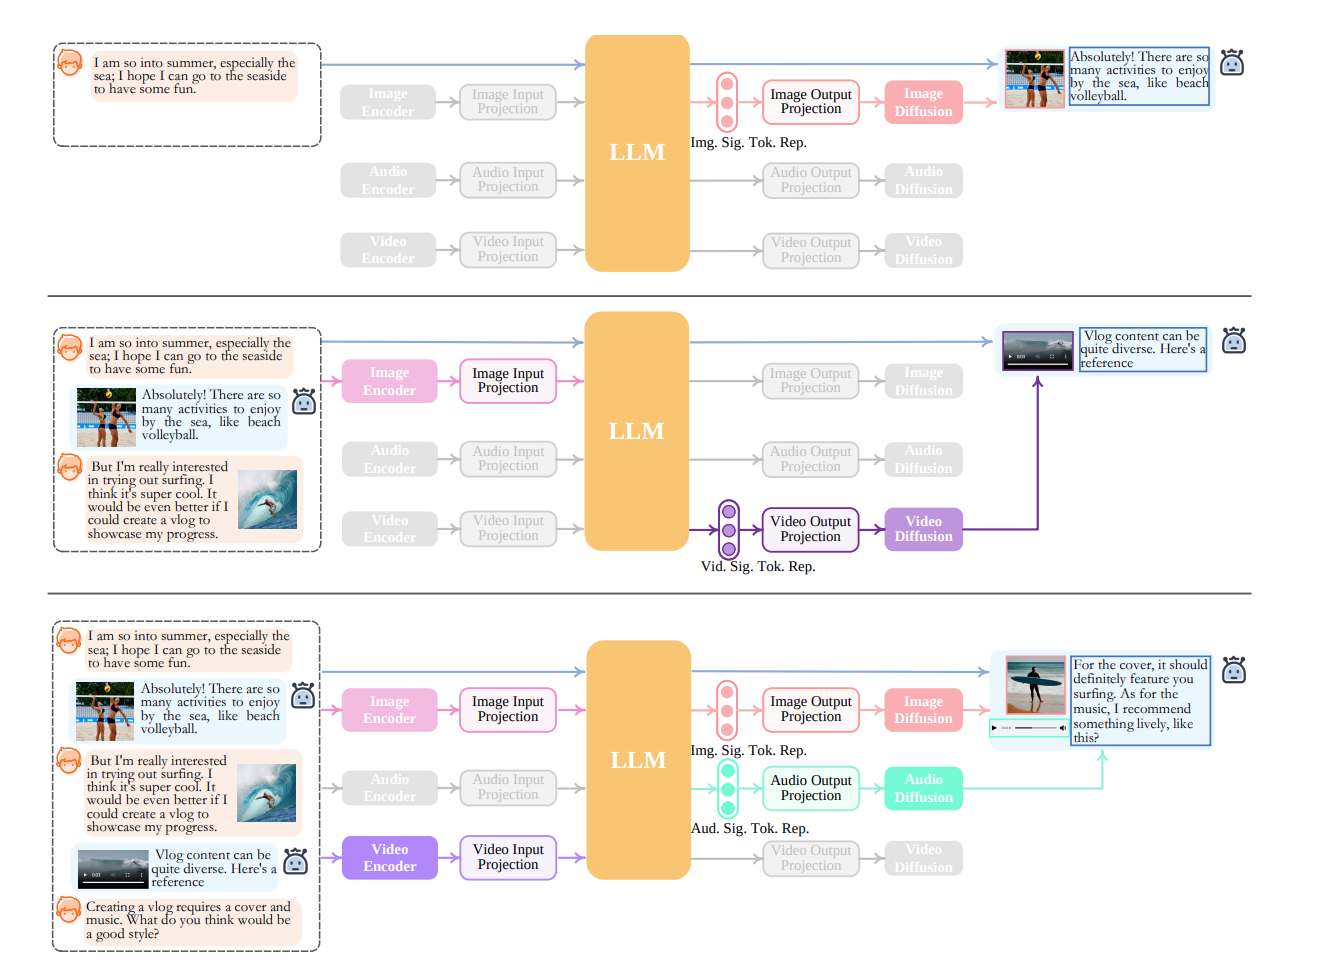 I am so into summer, especially the
sea; I hope I can go to the seaside
to have some fun.
Image
Encoder
Image Input
Projection
Audio
Encoder
Audio Input
Projection
Video
Encoder
Video Input
Projection
LLM
Img. Sig. Tok. Rep.
Image Output
Projection
Image
Diffusion
Audio Output
Projection
Audio
Diffusion
Video Output
Projection
Video
Diffusion
Absolutely! There are so
many activities to enjoy
by the sea, like beach
volleyball.
I am so into summer, especially the
sea; I hope I can go to the seaside
to have some fun.
Absolutely! There are so
many activities to enjoy
by the sea, like beach
volleyball.
But I'm really interested
in trying out surfing. I
think it's super cool. It
would be even better if I
could create a vlog to
showcase my progress.
Image
Encoder
Image Input
Projection
Audio
Encoder
Audio Input
Projection
Video
Encoder
Video Input
Projection
LLM
Image Output
Projection
Image
Diffusion
Audio Output
Projection
Audio
Diffusion
Vid. Sig. Tok. Rep.
Video Output
Projection
Video
Diffusion
0:03
Vlog content can be
quite diverse. Here's a
reference
I am so into summer, especially the
sea; I hope I can go to the seaside
to have some fun.
Absolutely! There are so
many activities to enjoy
by the sea, like beach
volleyball.
But I'm really interested
in trying out surfing. I
think it's super cool. It
would be even better if I
could create a vlog to
showcase my progress.
0:03
Vlog content can be
quite diverse. Here's a
reference
Creating a vlog requires a cover and
music. What do you think would be
a good style?
Image
Encoder
Image Input
Projection
Audio
Encoder
Audio Input
Projection
Video
Encoder
Video Input
Projection
LLM
Img. Sig. Tok. Rep.
Image Output
Projection
Image
Diffusion
Aud. Sig. Tok. Rep.
Audio Output
Projection
Audio
Diffusion
Video Output
Projection
Video
Diffusion
For the cover, it should
definitely feature you
surfing. As for the
music, I recommend
something lively, like
this?